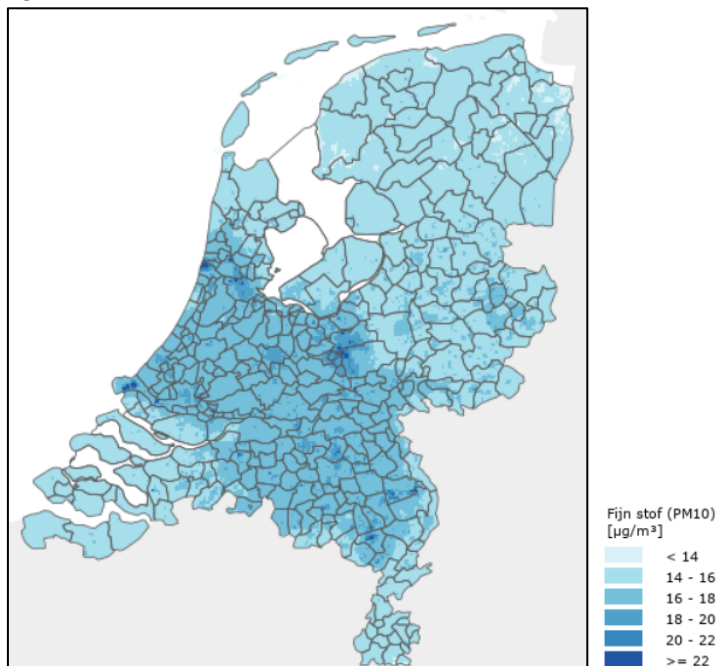 Fijn stof (PM10)
[µg/m³]
< 14
14 - 16
16 - 18
18 - 20
20 - 22
>= 22